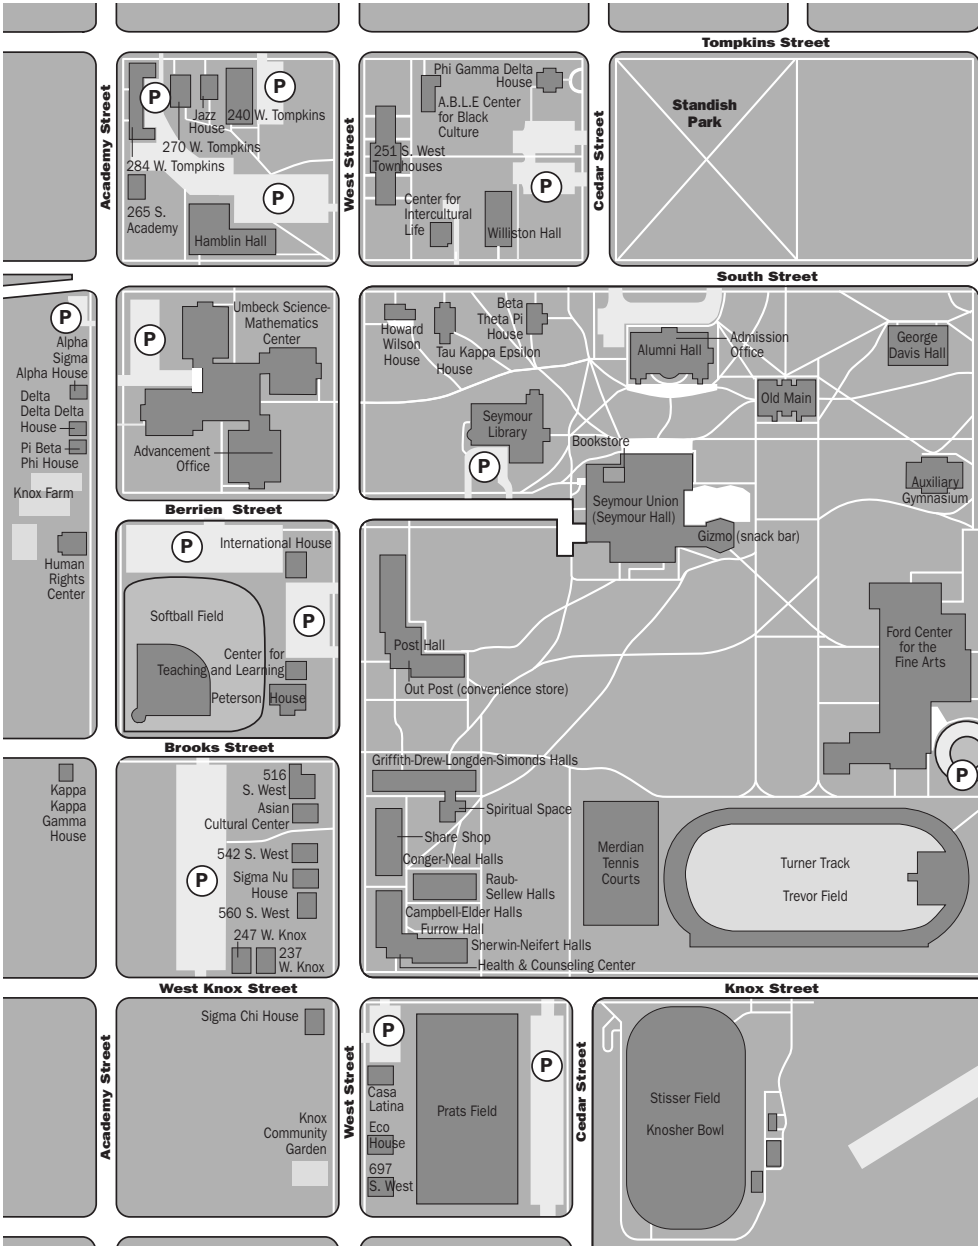 Tompkins Street
Academy Street
P
P
Jazz
House
240 W. Tompkins
270 W. Tompkins
284 W. Tompkins
265 S.
Academy
P
Hamblin Hall
West Street
Phi Gamma Delta
House
A.B.L.E Center
for Black
Culture
251 S. West
Townhouses
Center for
Intercultural
Life
P
Williston Hall
Cedar Street
Standish
Park
South Street
P
Alpha
Sigma
Alpha House
Delta
Delta Delta
House
Pi Beta
Phi House
Knox Farm
Human
Rights
Center
P
Umbeck Science-
Mathematics
Center
Advancement
Office
Howard
Wilson
House
Tau Kappa Epsilon
House
Beta
Theta Pi
House
Alumni Hall
Admission
Office
George
Davis Hall
Old Main
Seymour
Library
P
Bookstore
Seymour Union
(Seymour Hall)
Gizmo (snack bar)
Auxiliary
Gymnasium
Berrien Street
P
International House
Softball Field
P
Center for
Teaching and Learning
Peterson House
Post Hall
Out Post (convenience store)
Ford Center
for the
Fine Arts
P
Brooks Street
Kappa
Kappa
Gamma
House
516
S. West
Asian
Cultural Center
542 S. West
P
Sigma Nu
House
560 S. West
247 W. Knox
237
W. Knox
Griffith-Drew-Longden-Simonds Halls
Spiritual Space
Share Shop
Conger-Neal Halls
Raub-
Sellew Halls
Campbell-Elder Halls
Furrow Hall
Sherwin-Neifert Halls
Health & Counseling Center
Merdian
Tennis
Courts
Turner Track
Trevor Field
West Knox Street
Knox Street
Academy Street
Sigma Chi House
Knox
Community
Garden
West Street
P
Casa
Latina
Eco
House
697
S. West
Prats Field
P
Cedar Street
Stisser Field
Knosher Bowl